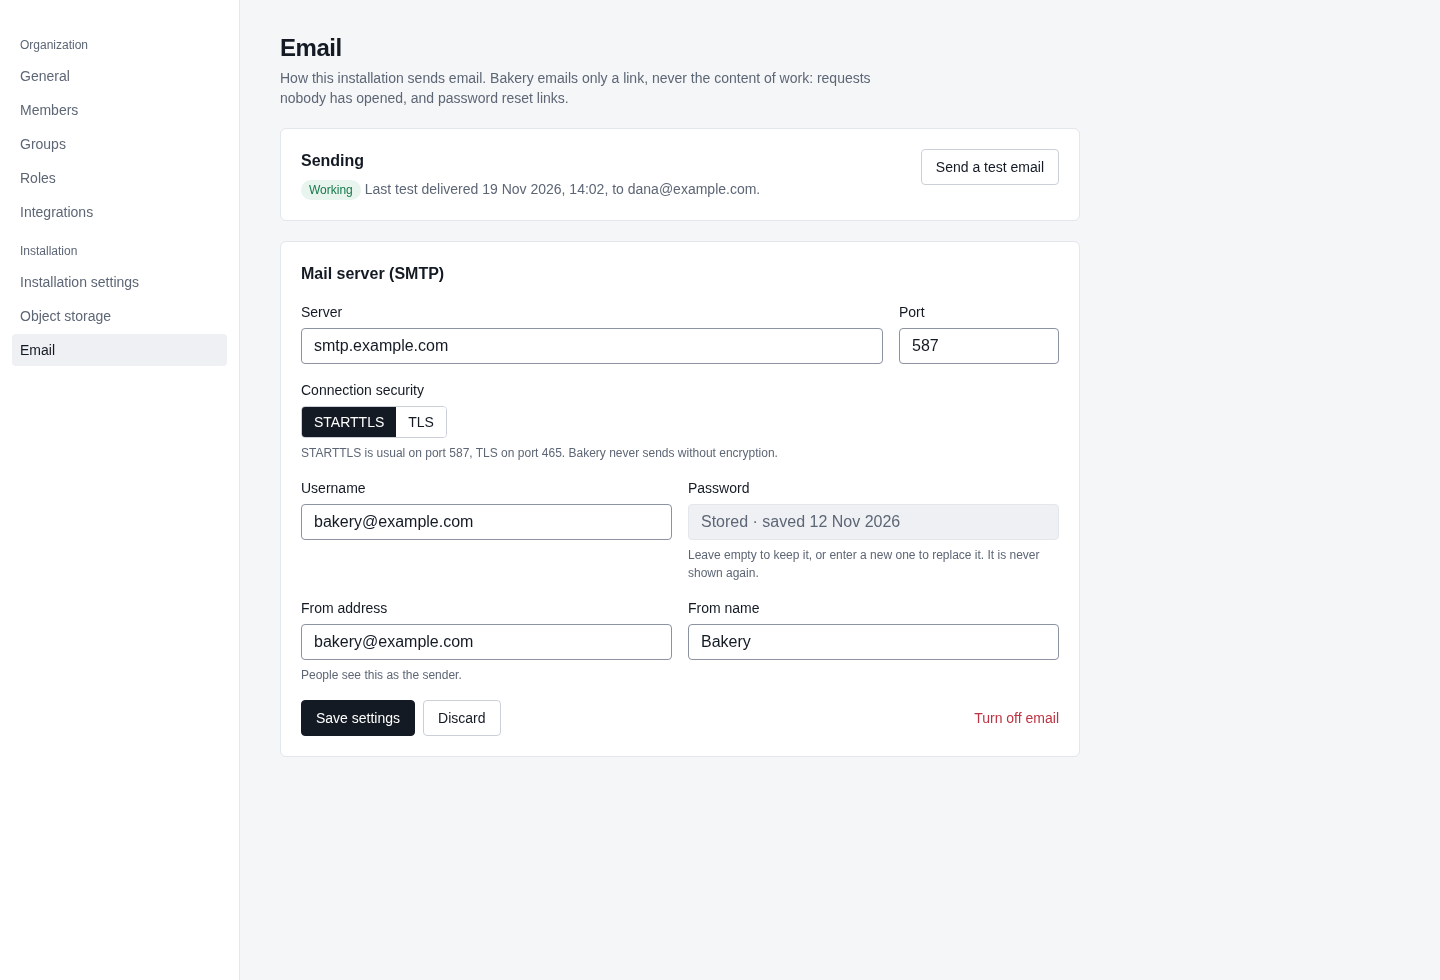 Organization
General
Members
Groups
Roles
Integrations
Installation
Installation settings
Object storage
Email
Email
How this installation sends email. Bakery emails only a link, never the content of work: requests
nobody has opened, and password reset links.
Sending
Send a test email
Working Last test delivered 19 Nov 2026, 14:02, to dana@example.com.
Mail server (SMTP)
Server Port
smtp.example.com 587
Connection security
STARTTLS TLS
STARTTLS is usual on port 587, TLS on port 465. Bakery never sends without encryption.
Username Password
bakery@example.com Stored · saved 12 Nov 2026
Leave empty to keep it, or enter a new one to replace it. It is never
shown again.
From address From name
bakery@example.com Bakery
People see this as the sender.
Save settings Discard Turn off email